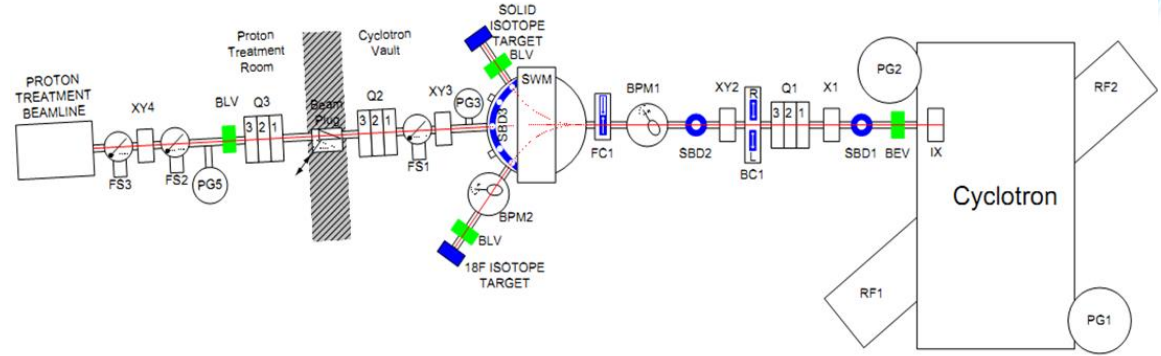 SOLID
ISOTOPE
TARGET
BLV
Proton
Treatment
Room
Cyclotron
Vault
PROTON
TREATMENT
BEAMLINE
XY4
BLV
Q3
3 2 1
Beam
Plug
Q2
3 2 1
XY3
PG3
SBD3
SWM
FC1
BPM1
SBD2
XY2
R
L
BC1
Q1
3 2 1
X1
SBD1
BEV
IX
PG2
RF2
Cyclotron
RF1
PG1
FS3
FS2
PG5
FS1
BPM2
BLV
18F ISOTOPE
TARGET